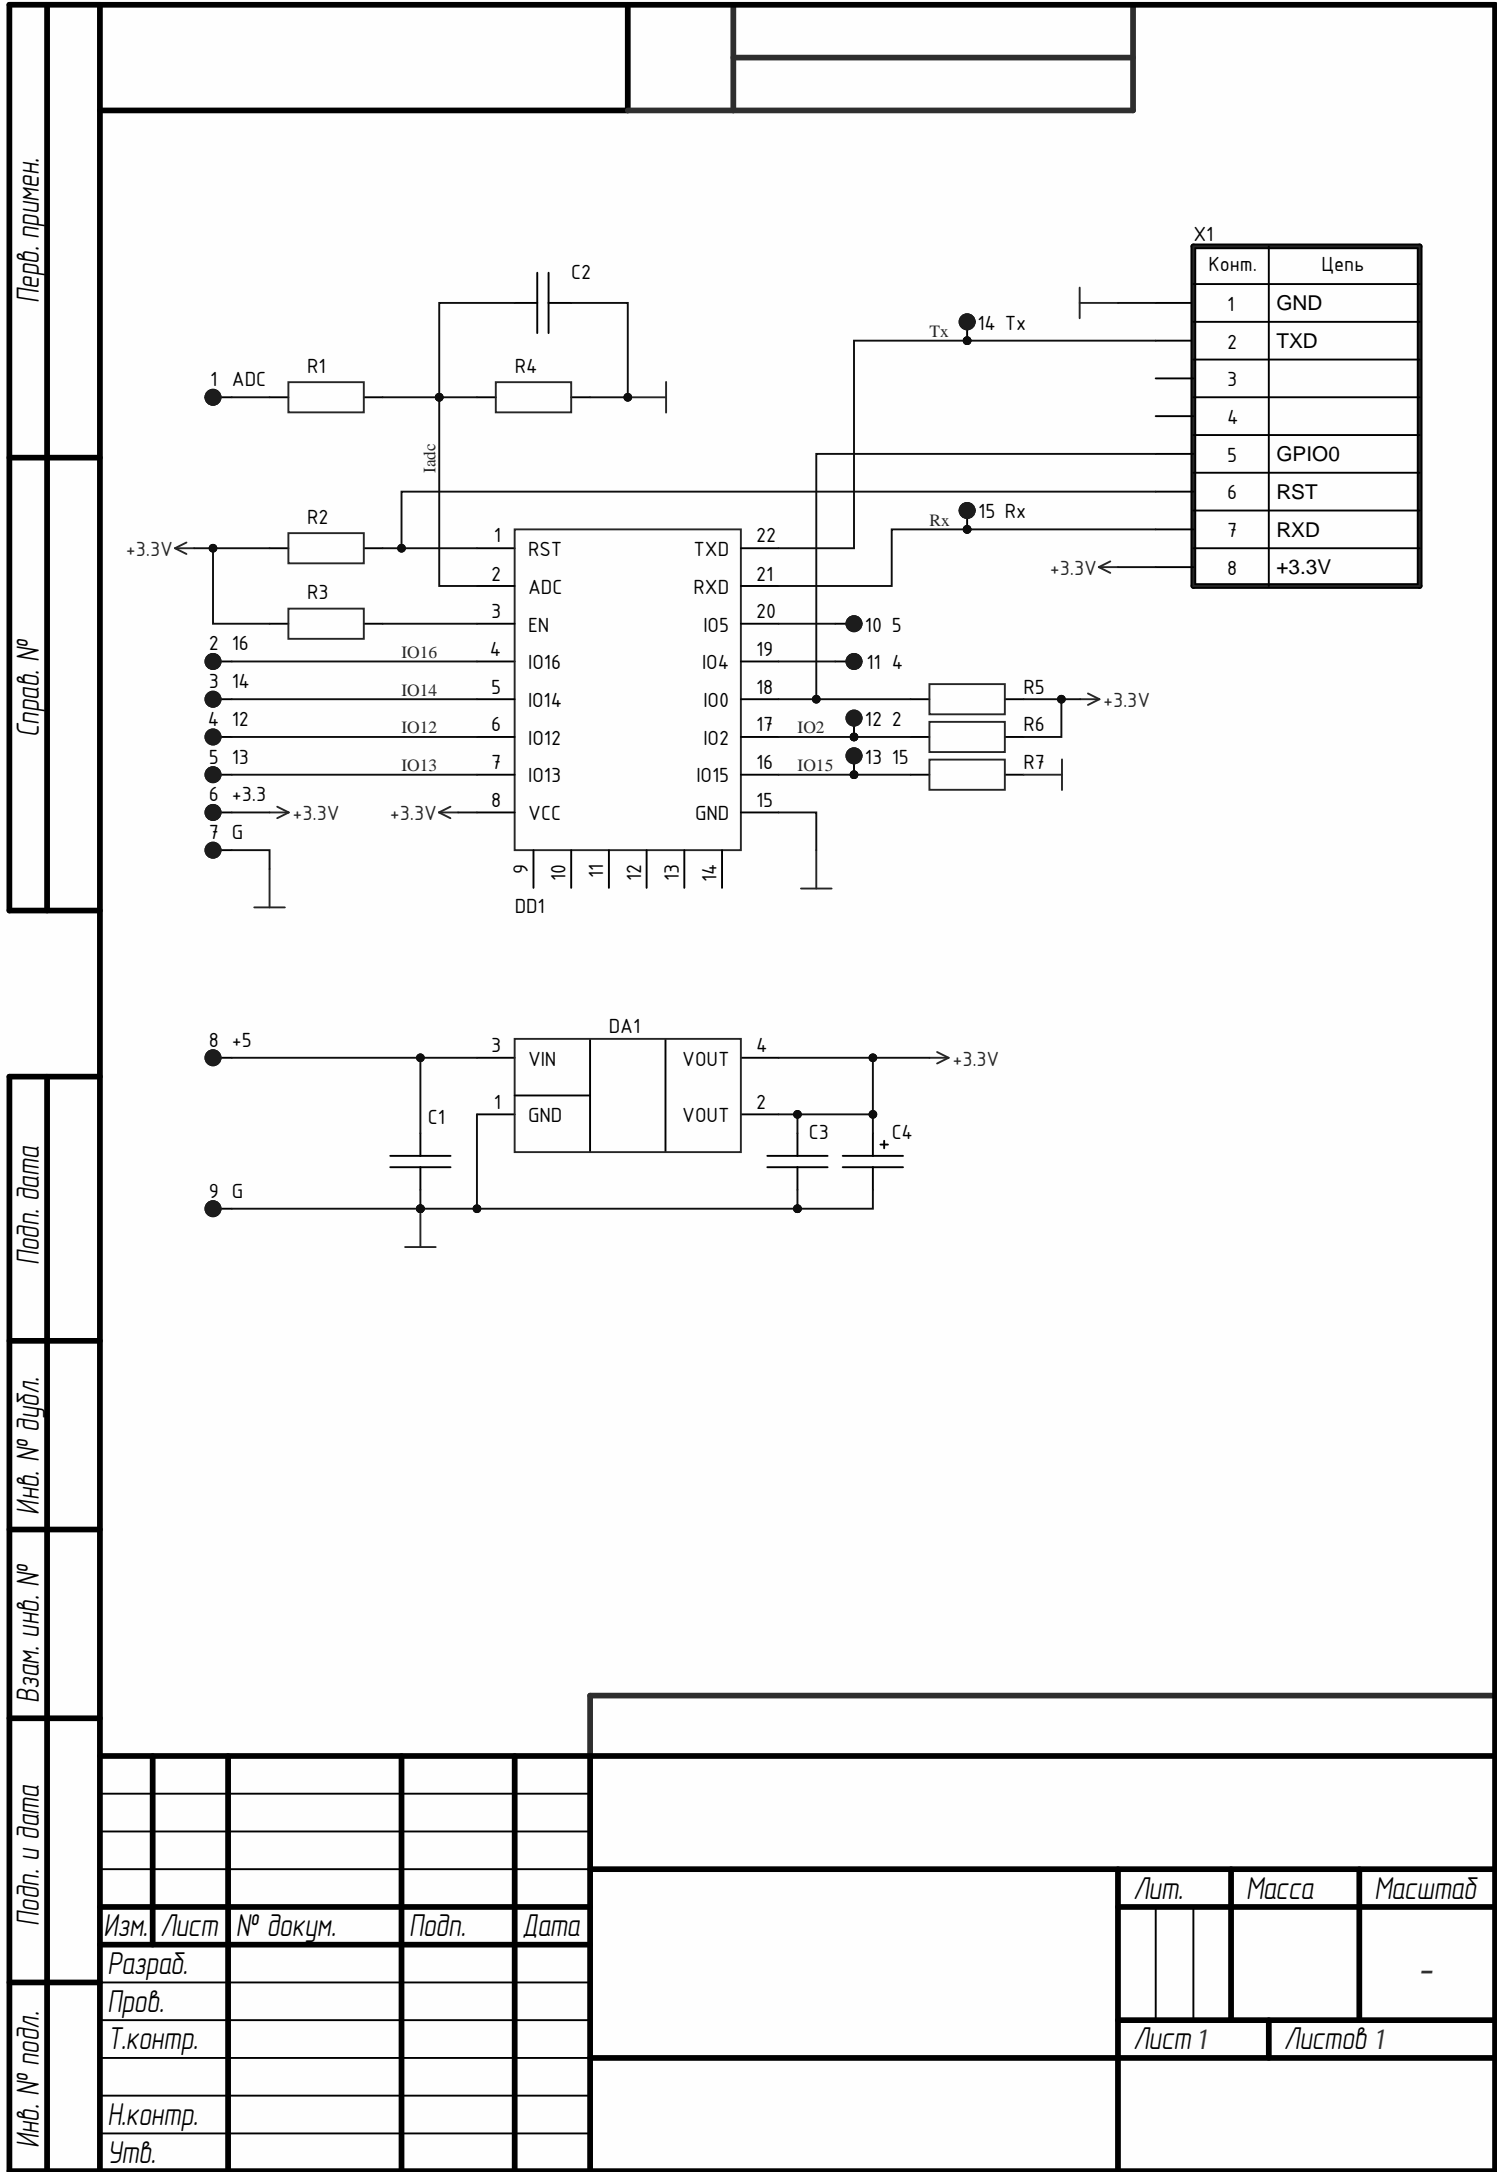 Перв. примен.
Справ. №
Подп. дата
Инв. № дубл.
Взам. инв. №
Подп. и дата
Инв. № подл.
X1
Конт. Цепь
1 GND
2 TXD
3
4
5 GPIO0
6 RST
7 RXD
8 +3.3V
+3.3V
C2
R1
R4
1 ADC
Iadc
Tx
14 Tx
Rx
15 Rx
R2
+3.3V
R3
1 RST
2 ADC
3 EN
2 16
IO16
4 IO16
3 14
IO14
5 IO14
4 12
IO12
6 IO12
5 13
IO13
7 IO13
6 +3.3
+3.3V
+3.3V
8 VCC
7 G
TXD 22
RXD 21
IO5 20
10 5
IO4 19
11 4
IO0 18
R5
+3.3V
IO2 17
IO2
12 2
R6
IO15 16
IO15
13 15
R7
GND 15
9 10 11 12 13 14
DD1
DA1
8 +5
3 VIN
VOUT 4
+3.3V
1 GND
VOUT 2
C1
C3
+ C4
9 G
Изм. Лист № докум. Подп. Дата
Разраб.
Пров.
Т.контр.
Н.контр.
Утв.
Лит. Масса Масштаб
-
Лист 1 Листов 1